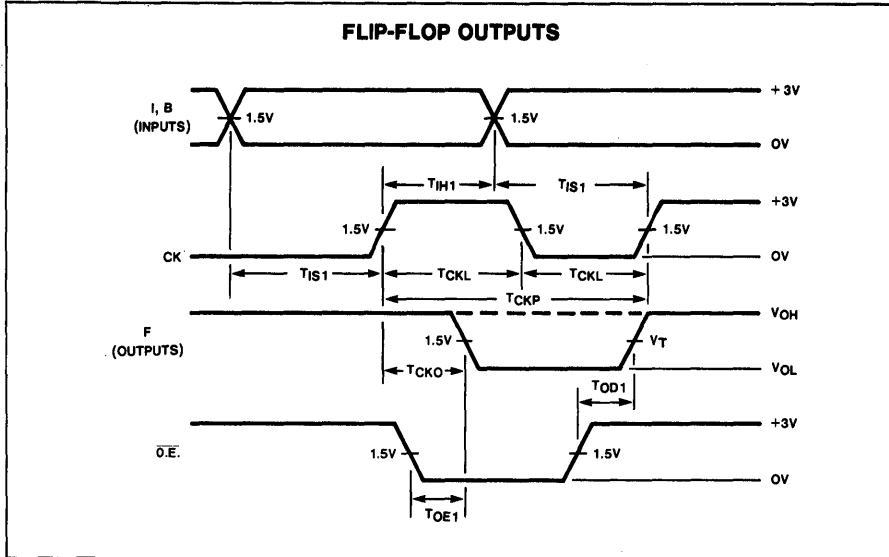 FLIP-FLOP OUTPUTS
I, B
(INPUTS)
1.5V
1.5V
+3V
0V
TIH1
TIS1
CK
1.5V
1.5V
1.5V
+3V
0V
TIS1
TCKL
TCKL
TCKP
F
(OUTPUTS)
1.5V
VOH
VT
VOL
TCKO
TOD1
O.E.
1.5V
1.5V
+3V
0V
TOE1